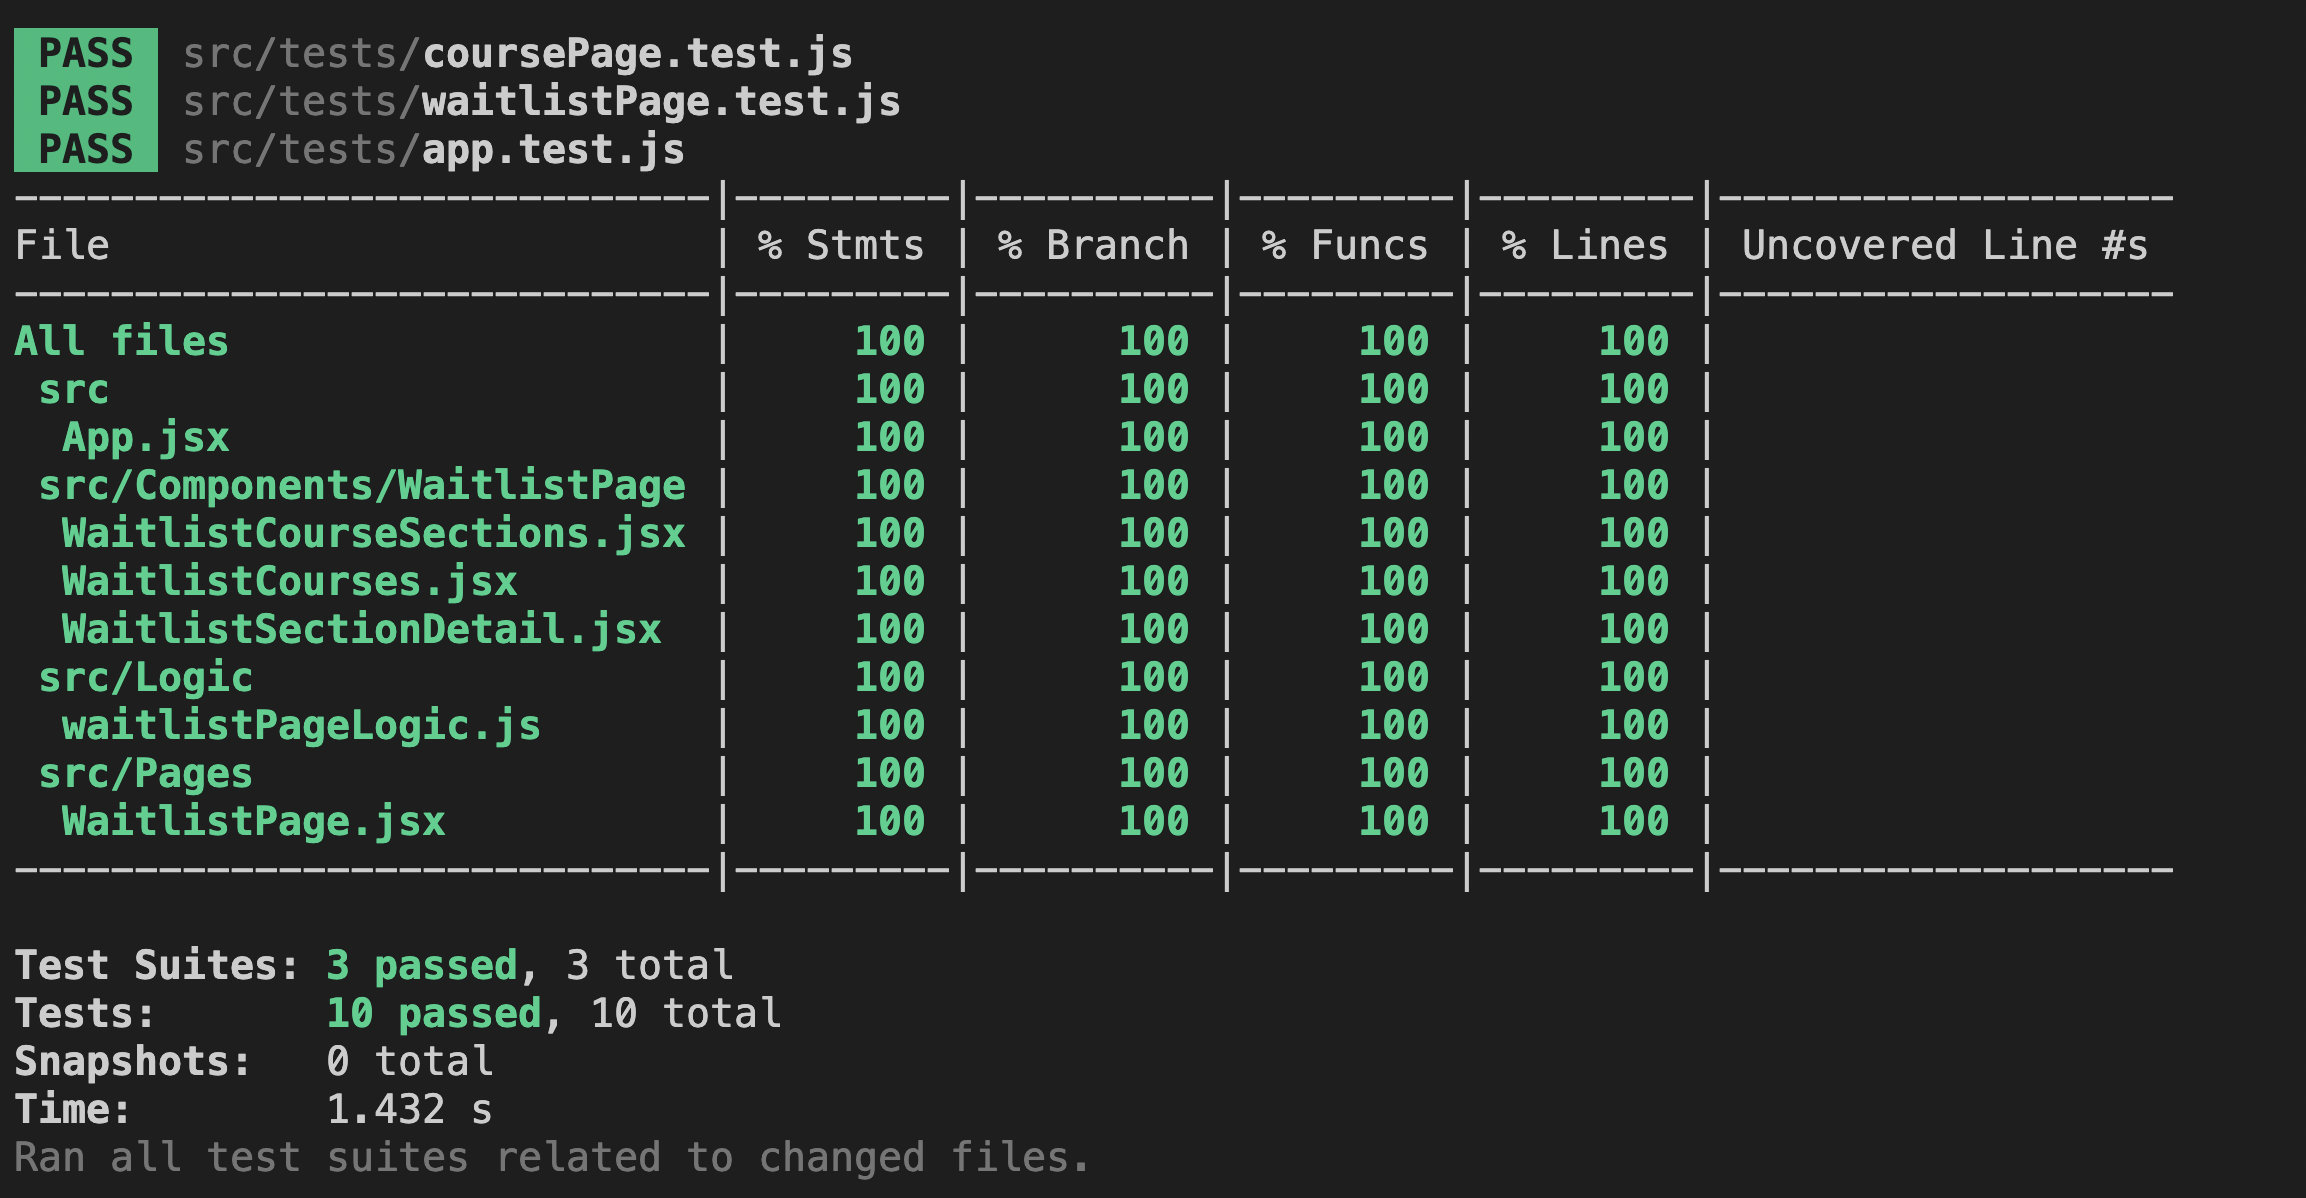 PASS src/tests/coursePage.test.js
PASS src/tests/waitlistPage.test.js
PASS src/tests/app.test.js
-----------------------------|---------|----------|---------|---------|-------------------
File | % Stmts | % Branch | % Funcs | % Lines | Uncovered Line #s
-----------------------------|---------|----------|---------|---------|-------------------
All files | 100 | 100 | 100 | 100 |
src | 100 | 100 | 100 | 100 |
App.jsx | 100 | 100 | 100 | 100 |
src/Components/WaitlistPage | 100 | 100 | 100 | 100 |
WaitlistCourseSections.jsx | 100 | 100 | 100 | 100 |
WaitlistCourses.jsx | 100 | 100 | 100 | 100 |
WaitlistSectionDetail.jsx | 100 | 100 | 100 | 100 |
src/Logic | 100 | 100 | 100 | 100 |
waitlistPageLogic.js | 100 | 100 | 100 | 100 |
src/Pages | 100 | 100 | 100 | 100 |
WaitlistPage.jsx | 100 | 100 | 100 | 100 |
-----------------------------|---------|----------|---------|---------|-------------------
Test Suites: 3 passed, 3 total
Tests: 10 passed, 10 total
Snapshots: 0 total
Time: 1.432 s
Ran all test suites related to changed files.